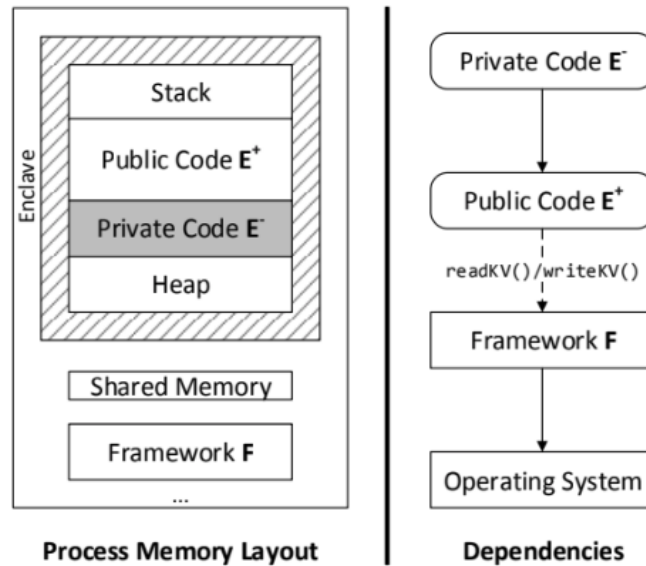 Enclave
Stack
Public Code E⁺
Private Code E⁻
Heap
Shared Memory
Framework F
...
Process Memory Layout
Private Code E⁻
Public Code E⁺
readKV()/writeKV()
Framework F
Operating System
Dependencies